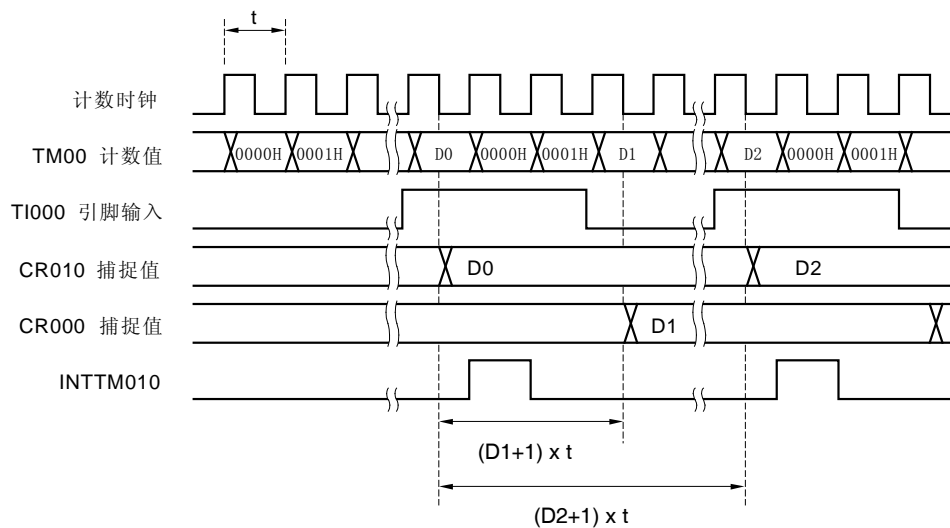 t
计数时钟
TM00 计数值
0000H 0001H D0 0000H 0001H D1 D2 0000H 0001H
TI000 引脚输入
CR010 捕捉值
D0 D2
CR000 捕捉值
D1
INTTM010
(D1+1) x t
(D2+1) x t